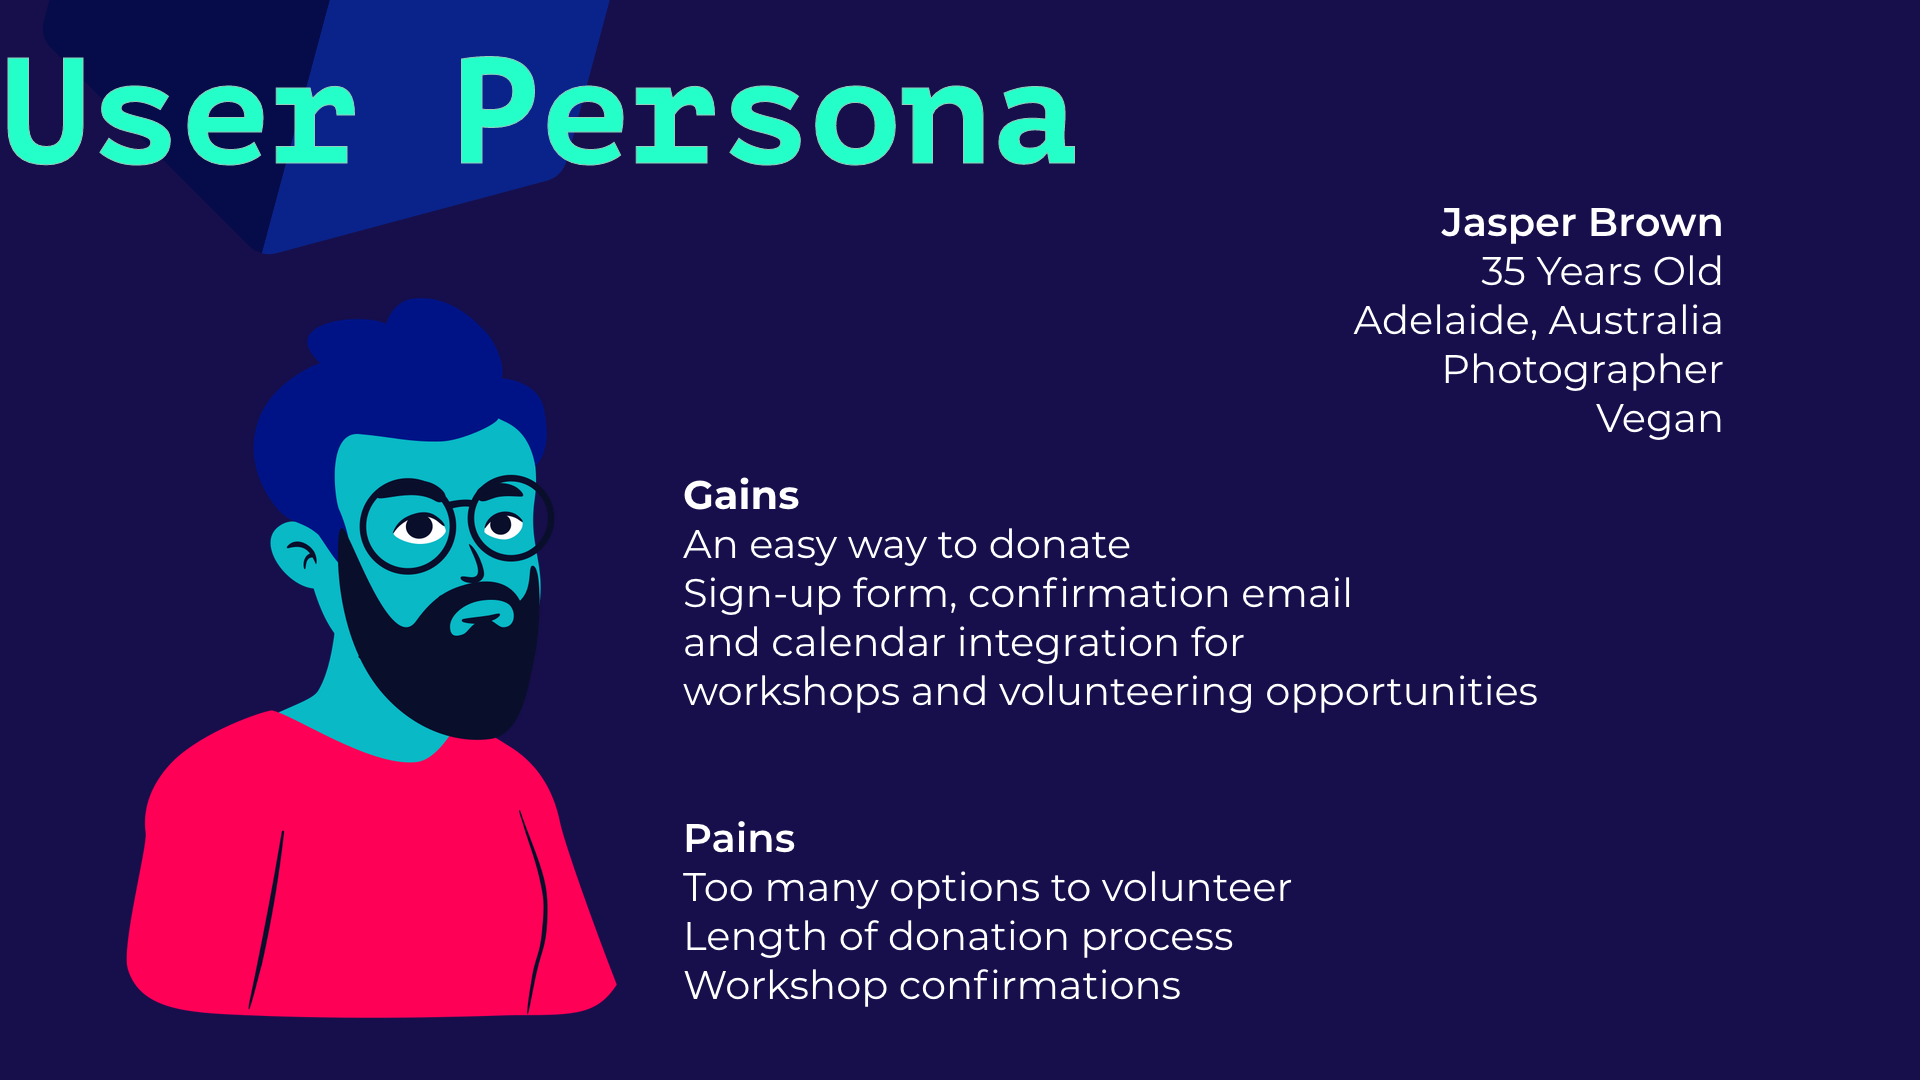 User Persona
Jasper Brown
35 Years Old
Adelaide, Australia
Photographer
Vegan
Gains
An easy way to donate
Sign-up form, confirmation email
and calendar integration for
workshops and volunteering opportunities
Pains
Too many options to volunteer
Length of donation process
Workshop confirmations